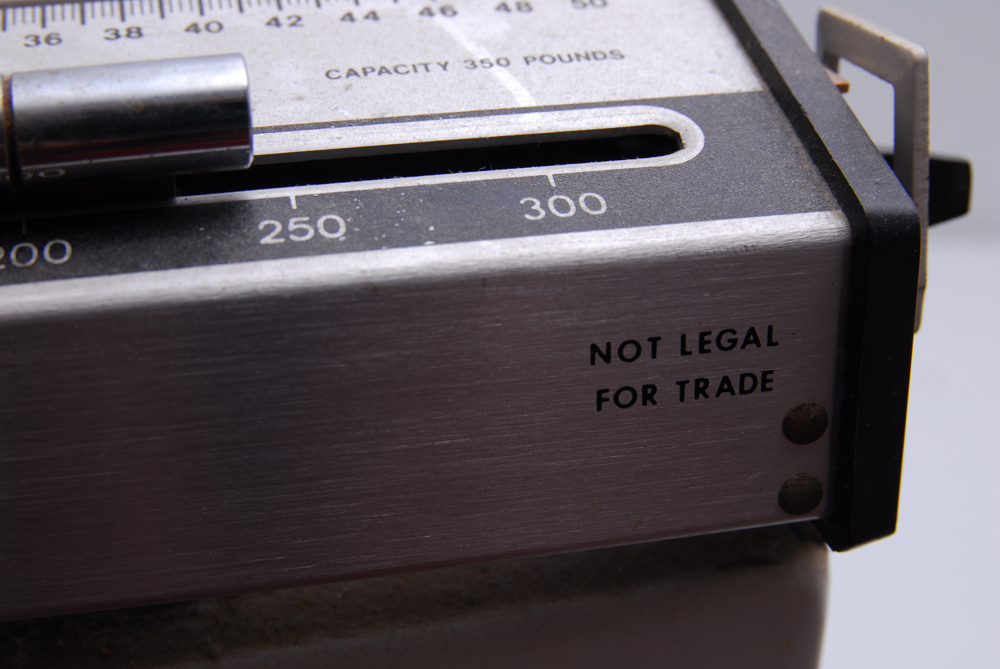 36 38 40 42 44 46 48 50
CAPACITY 350 POUNDS
200 250 300
NOT LEGAL
FOR TRADE